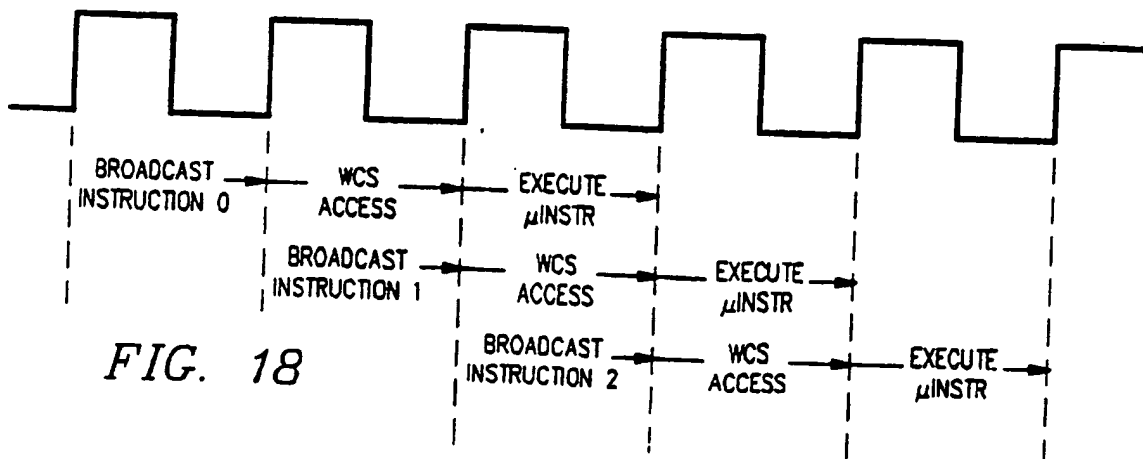 BROADCAST INSTRUCTION 0
WCS ACCESS
EXECUTE µINSTR
BROADCAST INSTRUCTION 1
WCS ACCESS
EXECUTE µINSTR
BROADCAST INSTRUCTION 2
WCS ACCESS
EXECUTE µINSTR
FIG. 18